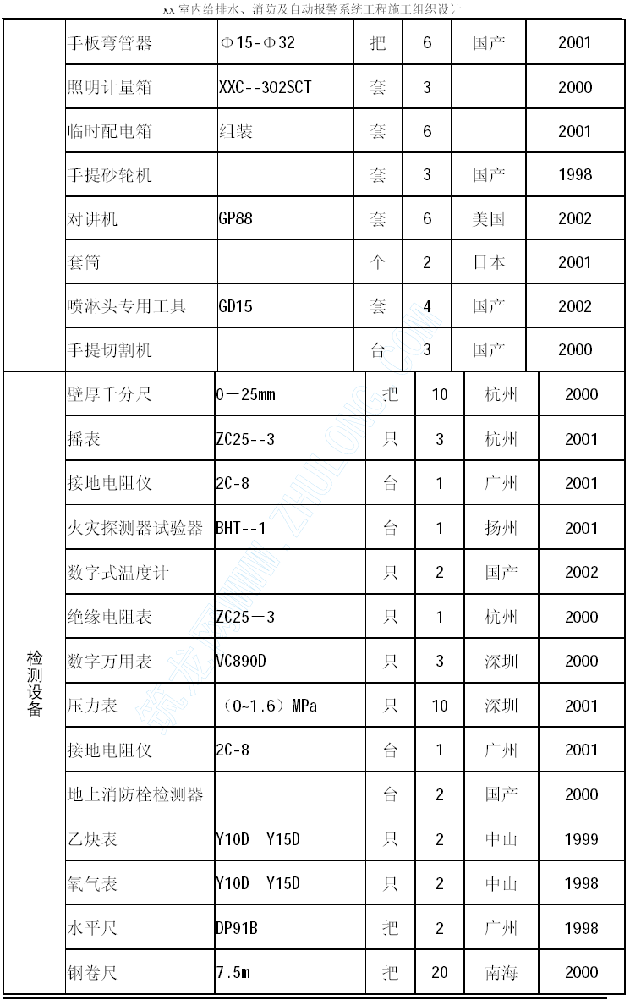 xx 室内给排水、消防及自动报警系统工程施工组织设计
手板弯管器 Φ15-Φ32 把 6 国产 2001
照明计量箱 XXC--302SCT 套 3 2000
临时配电箱 组装 套 6 2001
手提砂轮机 套 3 国产 1998
对讲机 GP88 套 6 美国 2002
套筒 个 2 日本 2001
喷淋头专用工具 GD15 套 4 国产 2002
手提切割机 台 3 国产 2000
检测设备
壁厚千分尺 0－25mm 把 10 杭州 2000
摇表 ZC25--3 只 3 杭州 2001
接地电阻仪 2C-8 台 1 广州 2001
火灾探测器试验器 BHT--1 台 1 扬州 2001
数字式温度计 只 2 国产 2002
绝缘电阻表 ZC25－3 只 1 杭州 2000
数字万用表 VC890D 只 3 深圳 2000
压力表 （0~1.6）MPa 只 10 深圳 2001
接地电阻仪 2C-8 台 1 广州 2001
地上消防栓检测器 台 2 国产 2000
乙炔表 Y10D Y15D 只 2 中山 1999
氧气表 Y10D Y15D 只 2 中山 1998
水平尺 DP91B 把 2 广州 1998
钢卷尺 7.5m 把 20 南海 2000
筑龙网WWW.ZHULONG.COM